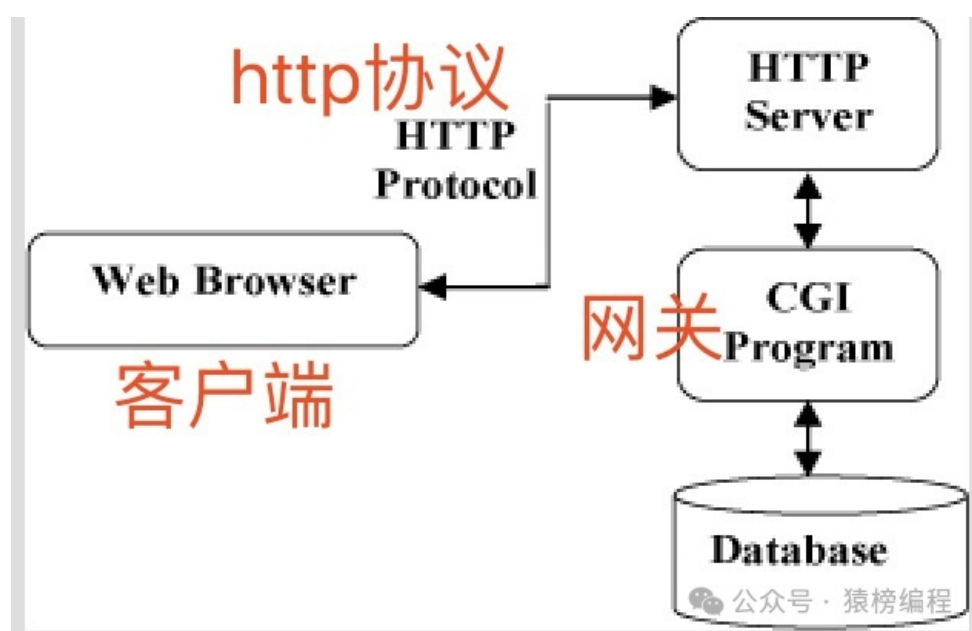 http协议
HTTP
Protocol
HTTP
Server
Web Browser
客户端
网关
CGI
Program
Database
公众号 · 猿榜编程